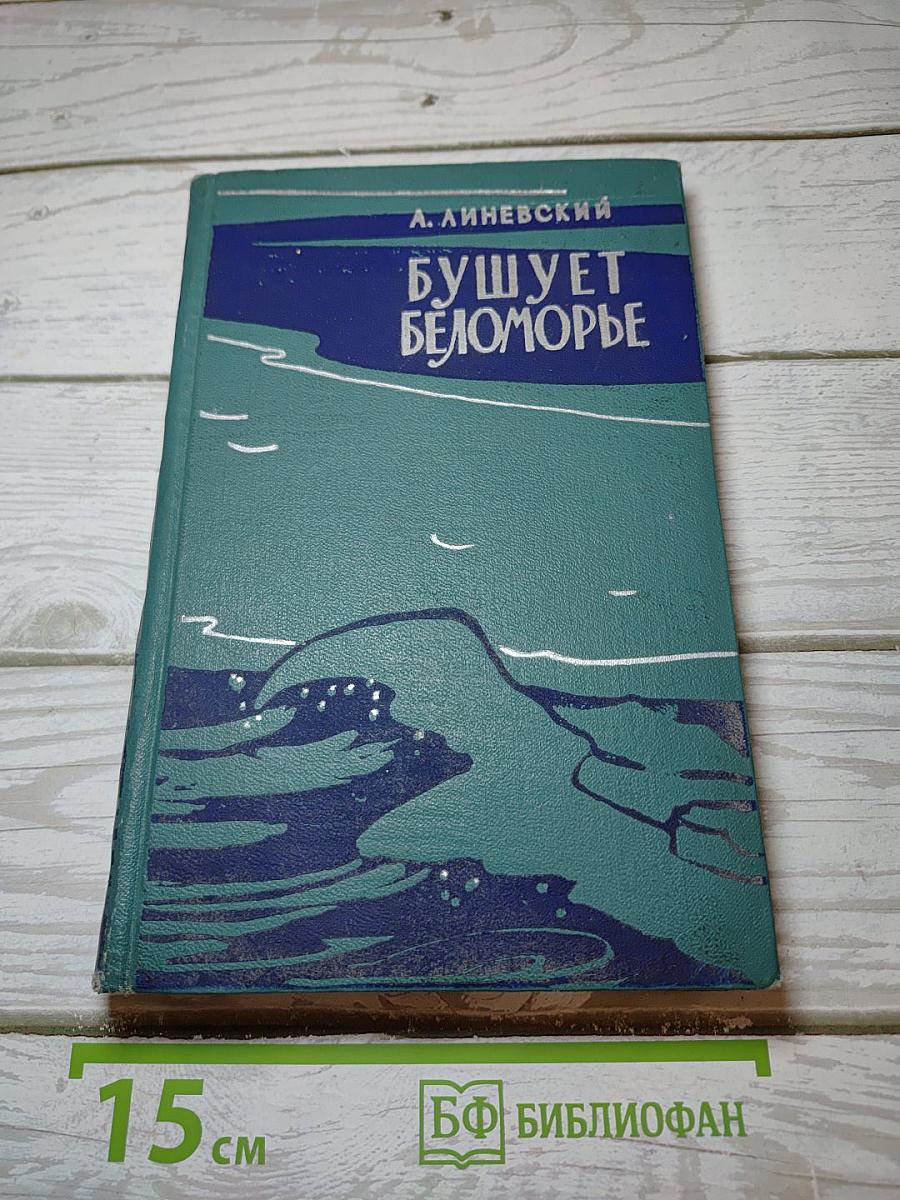 А. ЛИНЕВСКИЙ
БУШУЕТ
БЕЛОМОРЬЕ
15 см
БФ БИБЛИОФАН